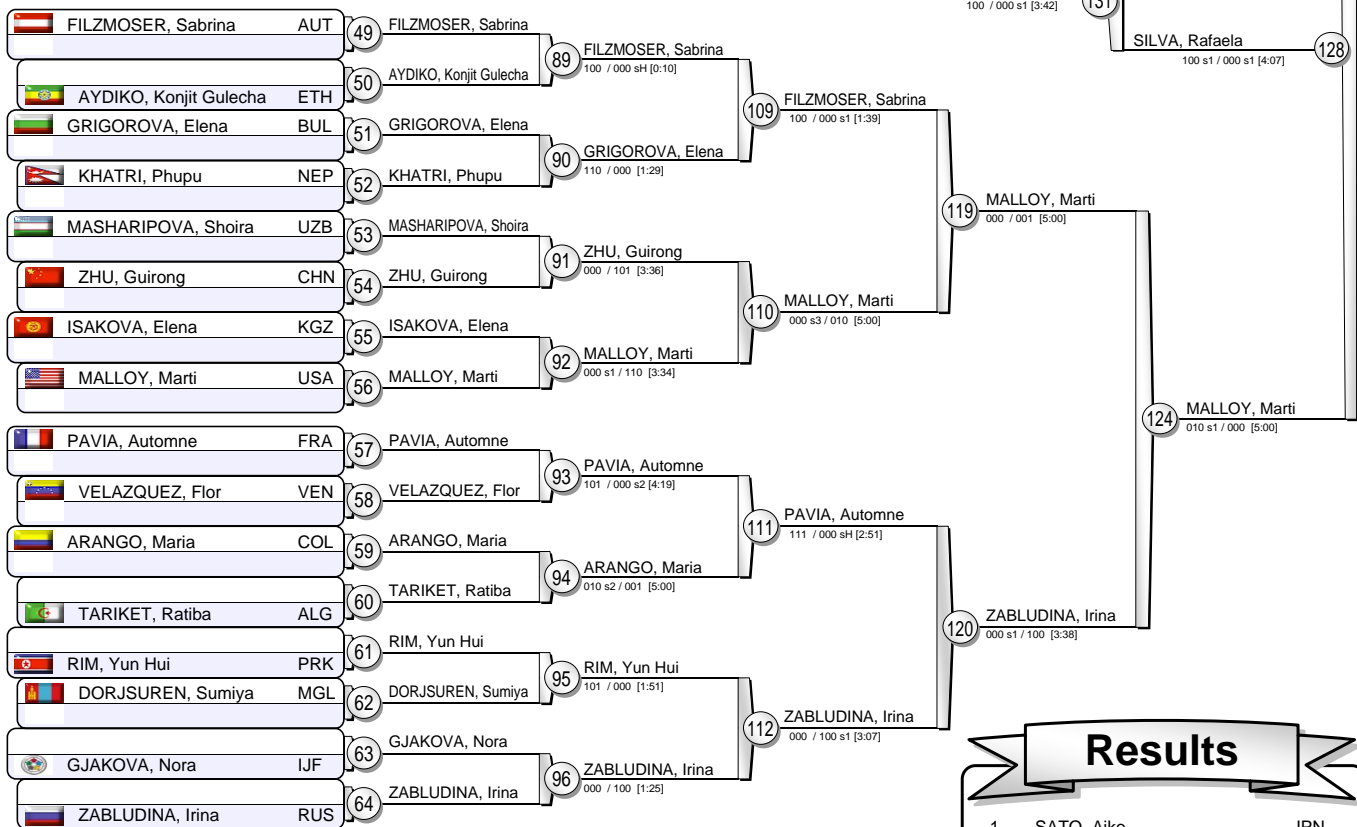 100 / 000 s1 [3:42]
131
SILVA, Rafaela
100 s1 / 000 s1 [4:07]
128
FILZMOSER, Sabrina AUT
49
FILZMOSER, Sabrina
AYDIKO, Konjit Gulecha ETH
50
AYDIKO, Konjit Gulecha
89
FILZMOSER, Sabrina
100 / 000 sH [0:10]
GRIGOROVA, Elena BUL
51
GRIGOROVA, Elena
KHATRI, Phupu NEP
52
KHATRI, Phupu
90
GRIGOROVA, Elena
110 / 000 [1:29]
109
FILZMOSER, Sabrina
100 / 000 s1 [1:39]
MASHARIPOVA, Shoira UZB
53
MASHARIPOVA, Shoira
ZHU, Guirong CHN
54
ZHU, Guirong
91
ZHU, Guirong
000 / 101 [3:36]
ISAKOVA, Elena KGZ
55
ISAKOVA, Elena
MALLOY, Marti USA
56
MALLOY, Marti
92
MALLOY, Marti
000 s1 / 110 [3:34]
110
MALLOY, Marti
000 s3 / 010 [5:00]
119
MALLOY, Marti
000 / 001 [5:00]
PAVIA, Automne FRA
57
PAVIA, Automne
VELAZQUEZ, Flor VEN
58
VELAZQUEZ, Flor
93
PAVIA, Automne
101 / 000 s2 [4:19]
ARANGO, Maria COL
59
ARANGO, Maria
TARIKET, Ratiba ALG
60
TARIKET, Ratiba
94
ARANGO, Maria
010 s2 / 001 [5:00]
111
PAVIA, Automne
111 / 000 sH [2:51]
RIM, Yun Hui PRK
61
RIM, Yun Hui
DORJSUREN, Sumiya MGL
62
DORJSUREN, Sumiya
95
RIM, Yun Hui
101 / 000 [1:51]
GJAKOVA, Nora IJF
63
GJAKOVA, Nora
ZABLUDINA, Irina RUS
64
ZABLUDINA, Irina
96
ZABLUDINA, Irina
000 / 100 [1:25]
112
ZABLUDINA, Irina
000 / 100 s1 [3:07]
120
ZABLUDINA, Irina
000 s1 / 100 [3:38]
124
MALLOY, Marti
010 s1 / 000 [5:00]
Results
1 SATO, Aiko JPN